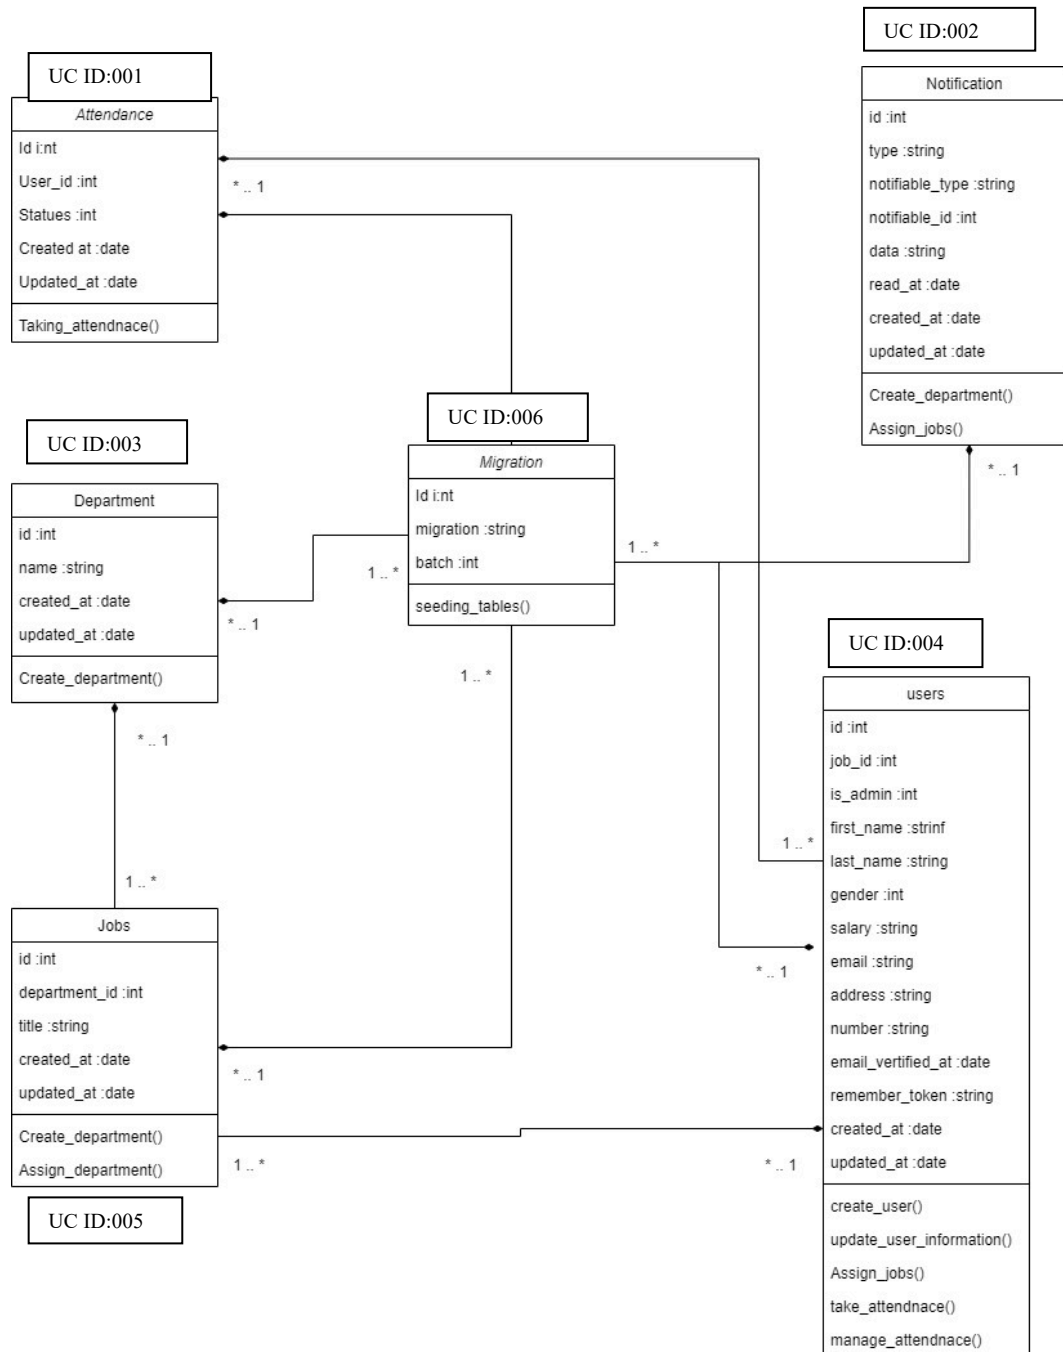 UC ID:001
Attendance
Id i:nt
User_id :int
Statues :int
Created at :date
Updated_at :date
Taking_attendnace()
* .. 1
UC ID:002
Notification
id :int
type :string
notifiable_type :string
notifiable_id :int
data :string
read_at :date
created_at :date
updated_at :date
Create_department()
Assign_jobs()
* .. 1
UC ID:003
Department
id :int
name :string
created_at :date
updated_at :date
Create_department()
* .. 1
* .. 1
UC ID:006
Migration
Id i:nt
migration :string
batch :int
seeding_tables()
1 .. *
1 .. *
1 .. *
UC ID:004
users
id :int
job_id :int
is_admin :int
first_name :strinf
last_name :string
gender :int
salary :string
email :string
address :string
number :string
email_vertified_at :date
remember_token :string
created_at :date
updated_at :date
create_user()
update_user_information()
Assign_jobs()
take_attendnace()
manage_attendnace()
1 .. *
* .. 1
* .. 1
1 .. *
Jobs
id :int
department_id :int
title :string
created_at :date
updated_at :date
Create_department()
Assign_department()
* .. 1
1 .. *
UC ID:005